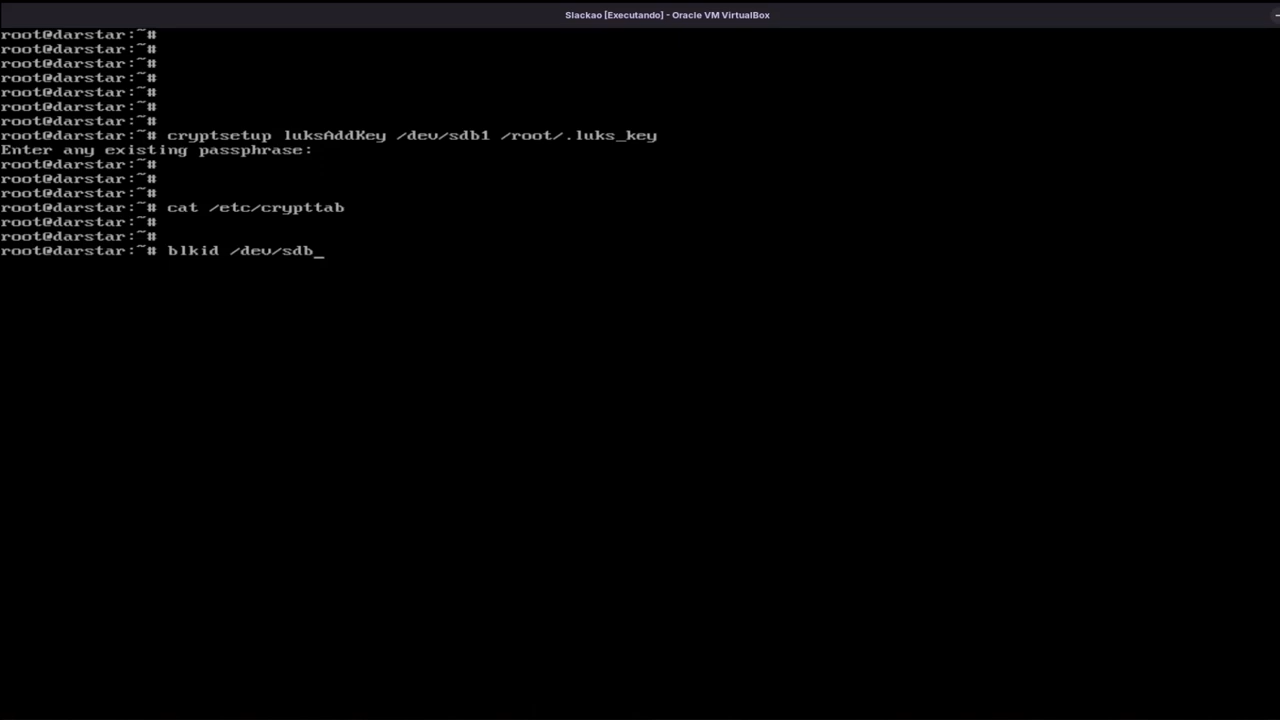 Slackao [Executando] - Oracle VM VirtualBox
root@darstar:~#
root@darstar:~#
root@darstar:~#
root@darstar:~#
root@darstar:~#
root@darstar:~#
root@darstar:~#
root@darstar:~# cryptsetup luksAddKey /dev/sdb1 /root/.luks_key
Enter any existing passphrase:
root@darstar:~#
root@darstar:~#
root@darstar:~#
root@darstar:~# cat /etc/crypttab
root@darstar:~#
root@darstar:~#
root@darstar:~# blkid /dev/sdb_